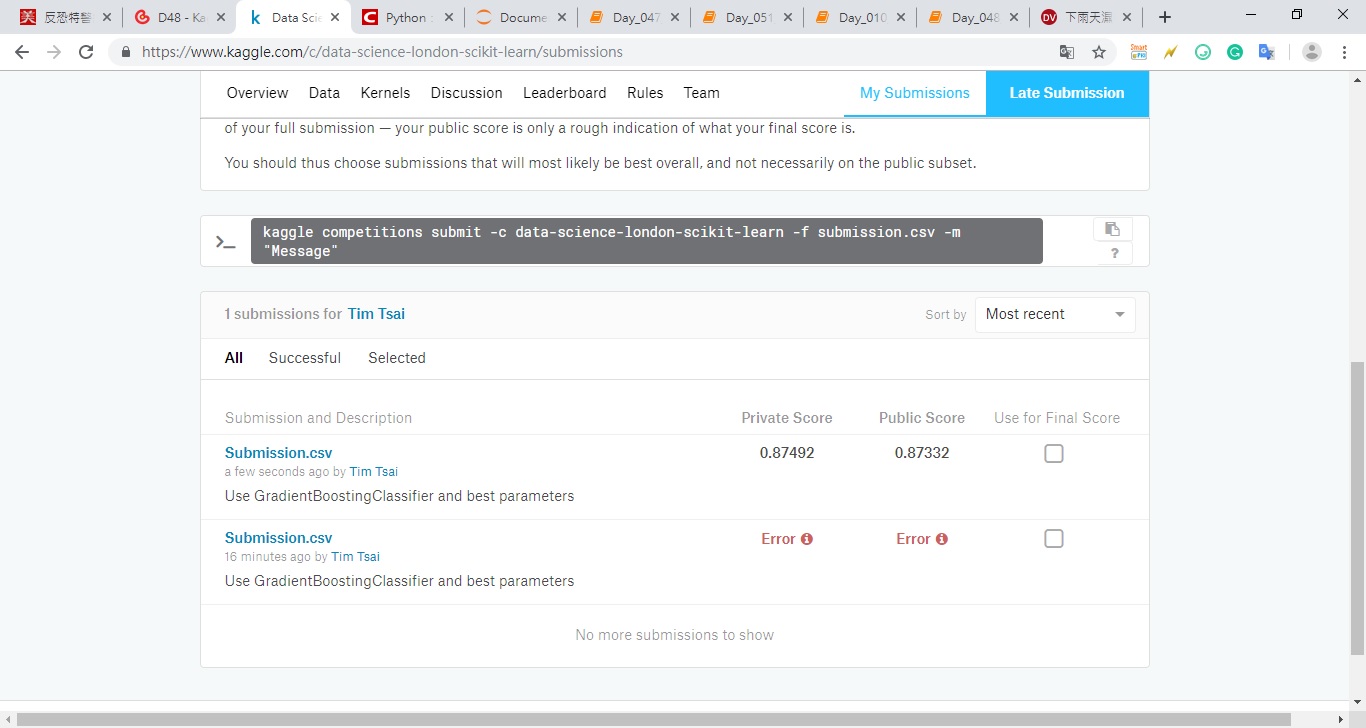 反恐特警
D48 - Ka
Data Scie
Python
Docume
Day_047
Day_051
Day_010
Day_048
下雨天
https://www.kaggle.com/c/data-science-london-scikit-learn/submissions
Overview Data Kernels Discussion Leaderboard Rules Team My Submissions Late Submission
of your full submission — your public score is only a rough indication of what your final score is.
You should thus choose submissions that will most likely be best overall, and not necessarily on the public subset.
>_ kaggle competitions submit -c data-science-london-scikit-learn -f submission.csv -m
"Message"
?
1 submissions for Tim Tsai Sort by Most recent
All Successful Selected
Submission and Description Private Score Public Score Use for Final Score
Submission.csv 0.87492 0.87332
a few seconds ago by Tim Tsai
Use GradientBoostingClassifier and best parameters
Submission.csv Error Error
16 minutes ago by Tim Tsai
Use GradientBoostingClassifier and best parameters
No more submissions to show